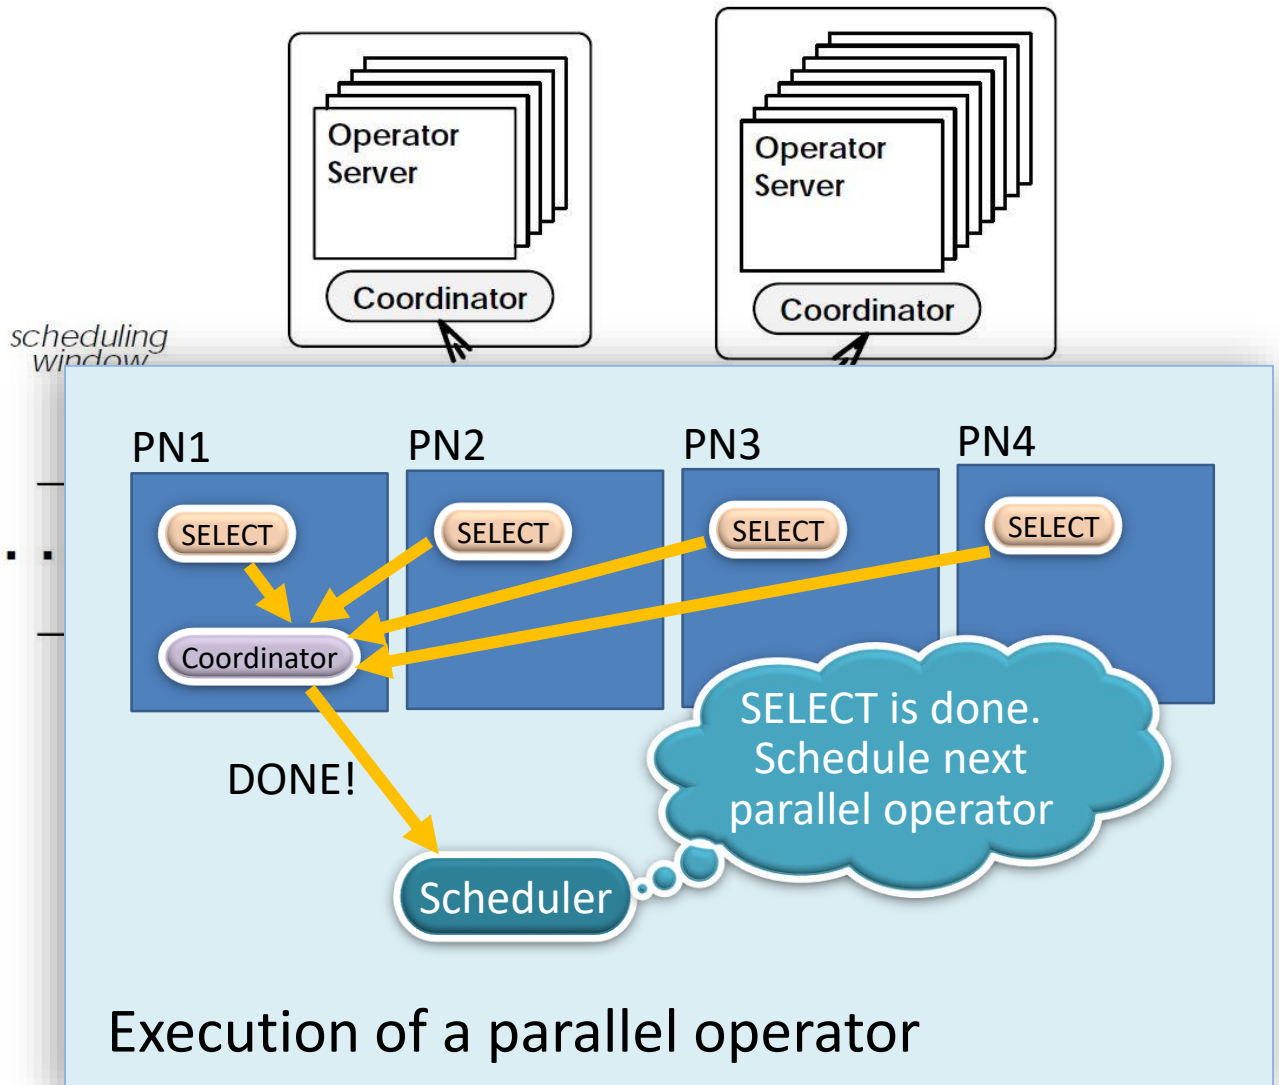 Operator
Server
Coordinator
Operator
Server
Coordinator
scheduling
window
PN1
PN2
PN3
PN4
SELECT
SELECT
SELECT
SELECT
Coordinator
SELECT is done.
Schedule next
parallel operator
DONE!
Scheduler
Execution of a parallel operator